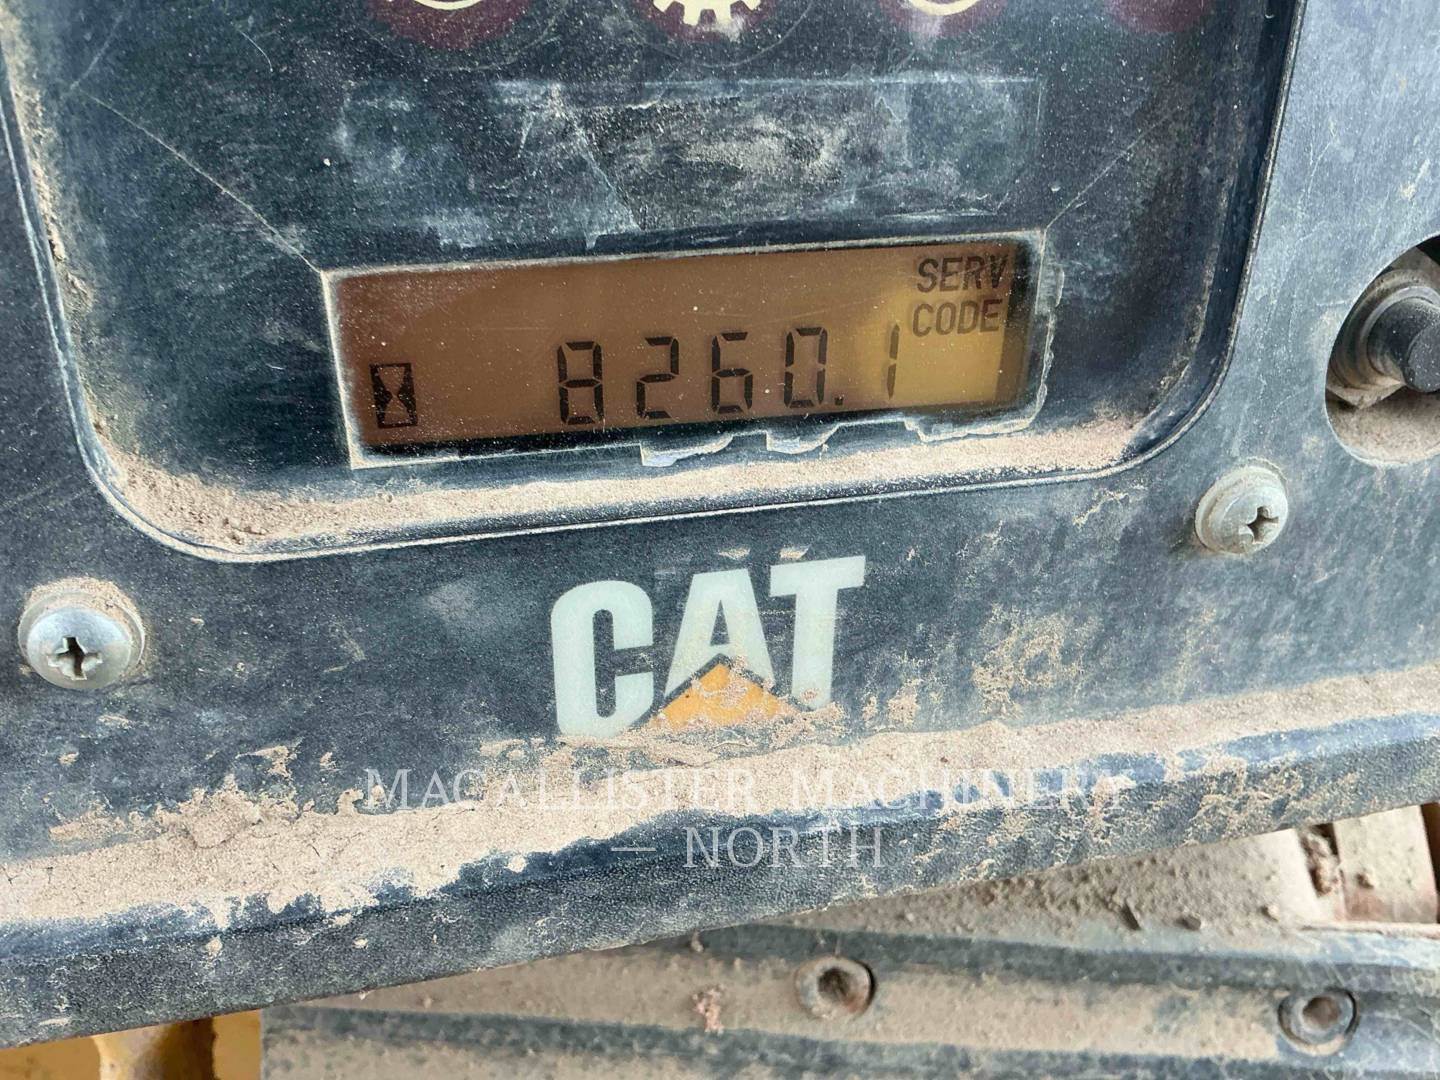 SERV
CODE
8260.1
CAT
MACALLISTER MACHINERY
— NORTH —